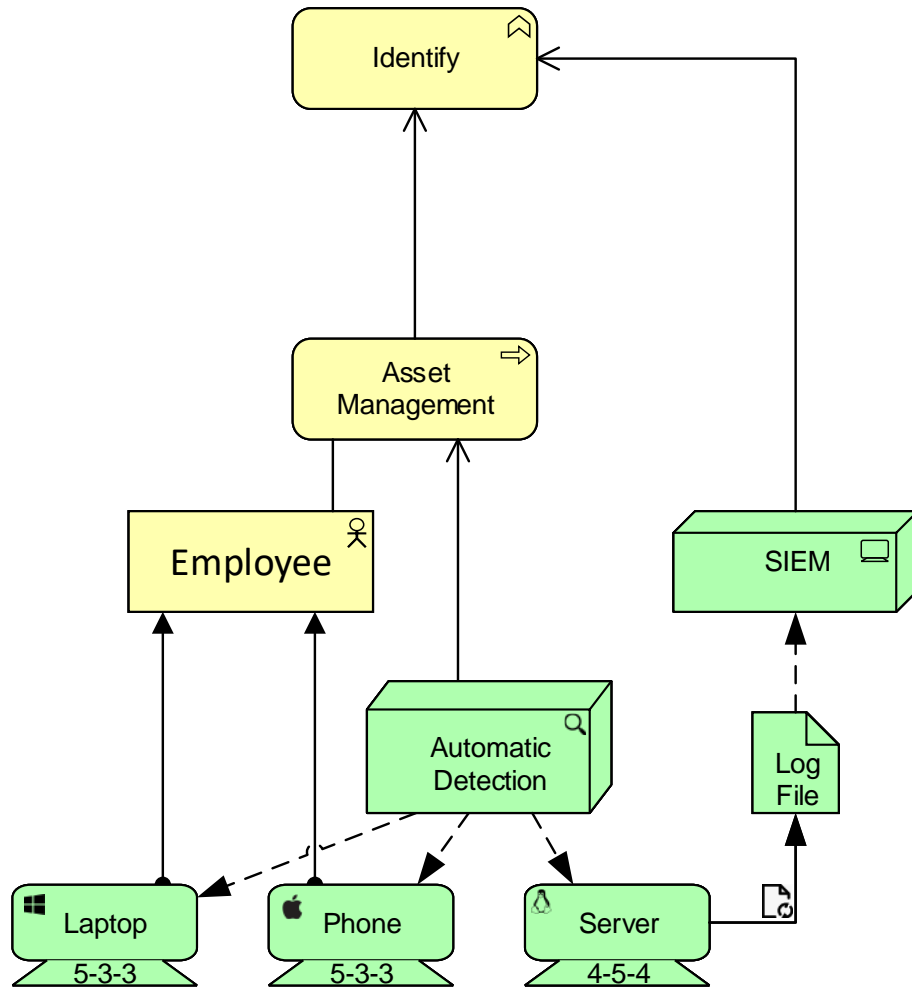 Identify
Asset
Management
Employee
SIEM
Automatic
Detection
Log
File
Laptop
Phone
Server
5-3-3
5-3-3
4-5-4